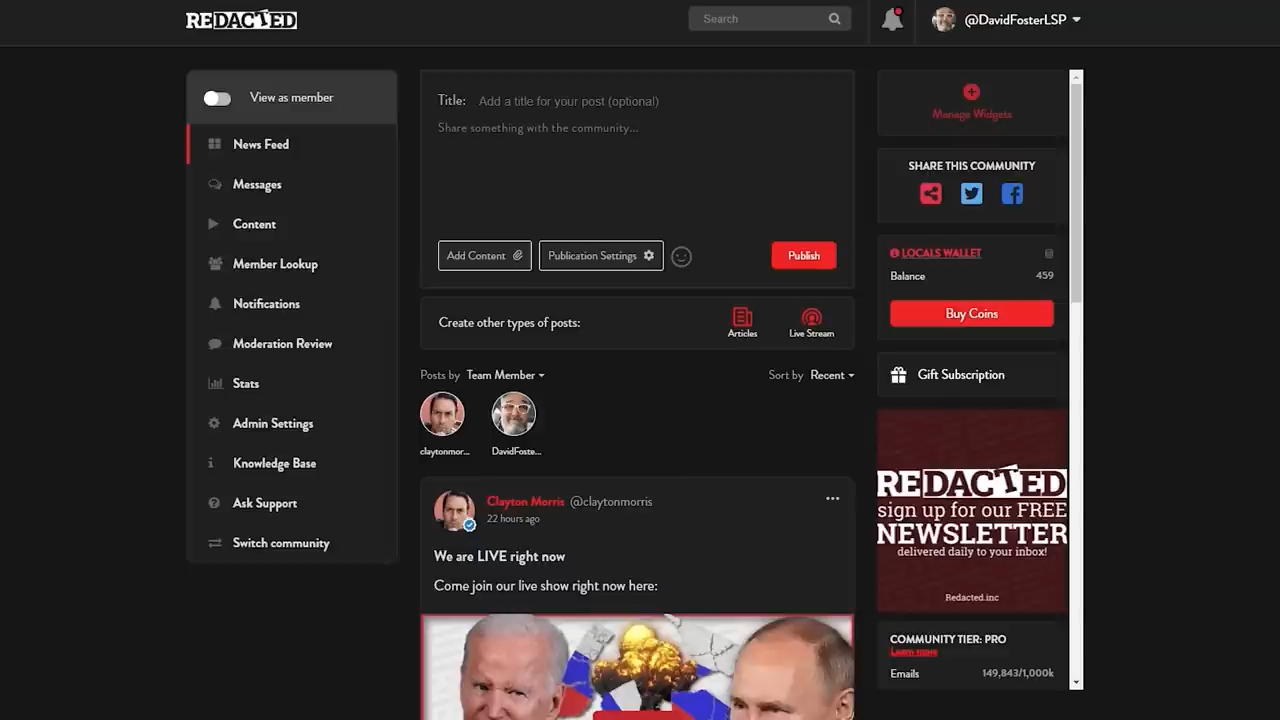 REDACTED
Search
@DavidFosterLSP
View as member
News Feed
Messages
Content
Member Lookup
Notifications
Moderation Review
Stats
Admin Settings
Knowledge Base
Ask Support
Switch community
Title: Add a title for your post (optional)
Share something with the community...
Add Content
Publication Settings
Publish
Create other types of posts:
Articles
Live Stream
Posts by Team Member
Sort by Recent
claytonmor...
DavidFoste...
Clayton Morris @claytonmorris
22 hours ago
We are LIVE right now
Come join our live show right now here:
Manage Widgets
SHARE THIS COMMUNITY
LOCALS WALLET
Balance 459
Buy Coins
Gift Subscription
REDACTED
sign up for our FREE
NEWSLETTER
delivered daily to your inbox!
Redacted.inc
COMMUNITY TIER: PRO
Learn more
Emails 149,843/1,000k